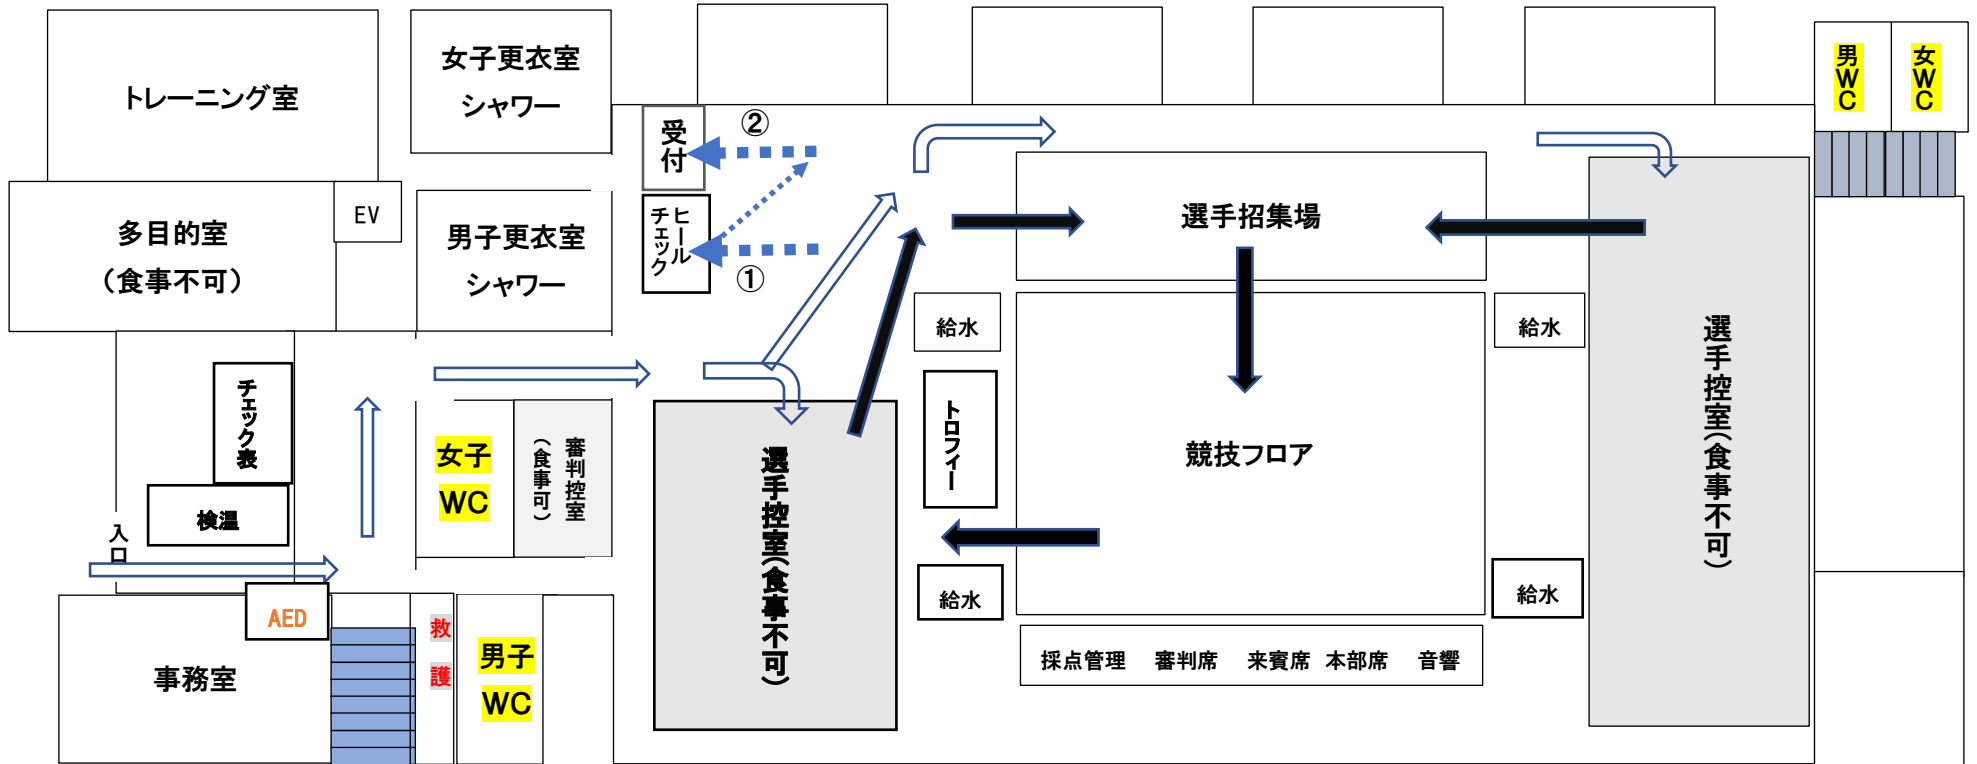 トレーニング室
女子更衣室
シャワー
男WC
女WC
受付
②
多目的室
（食事不可）
EV
男子更衣室
シャワー
ヒール
チェック
①
選手招集場
給水
給水
選手控室（食事不可）
チェック表
検温
入口
女子
WC
審判控室
（食事可）
選手控室（食事不可）
トロフィー
競技フロア
給水
給水
AED
事務室
救護
男子
WC
採点管理 審判席 来賓席 本部席 音響